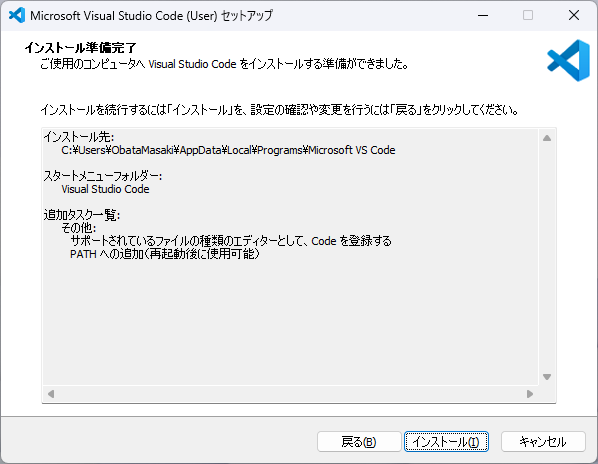 Microsoft Visual Studio Code (User) セットアップ
インストール準備完了
ご使用のコンピュータへ Visual Studio Code をインストールする準備ができました。
インストールを続行するには「インストール」を、設定の確認や変更を行うには「戻る」をクリックしてください。
インストール先:
C:¥Users¥ObataMasaki¥AppData¥Local¥Programs¥Microsoft VS Code
スタートメニューフォルダー:
Visual Studio Code
追加タスク一覧:
その他:
サポートされているファイルの種類のエディターとして、Code を登録する
PATH への追加(再起動後に使用可能)
戻る(B) インストール(I) キャンセル